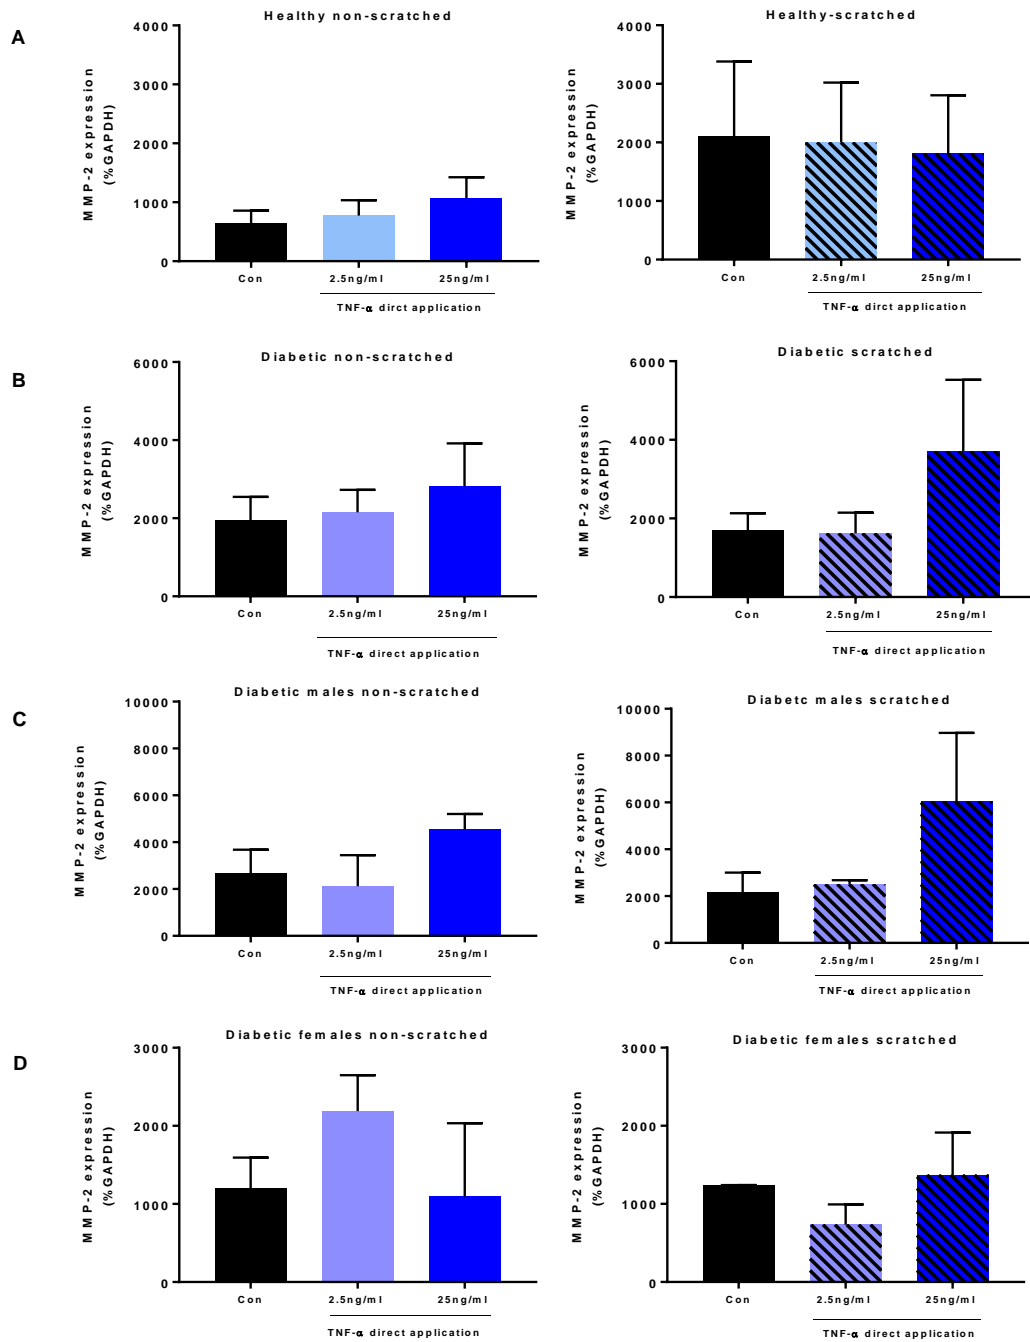 A
Healthy non-scratched
MMP-2 expression
(%GAPDH)
4000
3000
2000
1000
0
Con
2.5ng/ml
25ng/ml
TNF-α dirct application
Healthy-scratched
MMP-2 expression
(%GAPDH)
4000
3000
2000
1000
0
Con
2.5ng/ml
25ng/ml
TNF-α dirct application
B
Diabetic non-scratched
MMP-2 expression
(%GAPDH)
6000
4000
2000
0
Con
2.5ng/ml
25ng/ml
TNF-α direct application
Diabetic scratched
MMP-2 expression
(%GAPDH)
6000
4000
2000
0
Con
2.5ng/ml
25ng/ml
TNF-α direct application
C
Diabetic males non-scratched
MMP-2 expression
(%GAPDH)
10000
8000
6000
4000
2000
0
Con
2.5ng/ml
25ng/ml
TNF-α direct application
Diabetc males scratched
MMP-2 expression
(%GAPDH)
10000
8000
6000
4000
2000
0
Con
2.5ng/ml
25ng/ml
TNF-α direct application
D
Diabetic females non-scratched
MMP-2 expression
(%GAPDH)
3000
2000
1000
0
Con
2.5ng/ml
25ng/ml
TNF-α direct application
Diabetic females scratched
MMP-2 expression
(%GAPDH)
3000
2000
1000
0
Con
2.5ng/ml
25ng/ml
TNF-α direct application